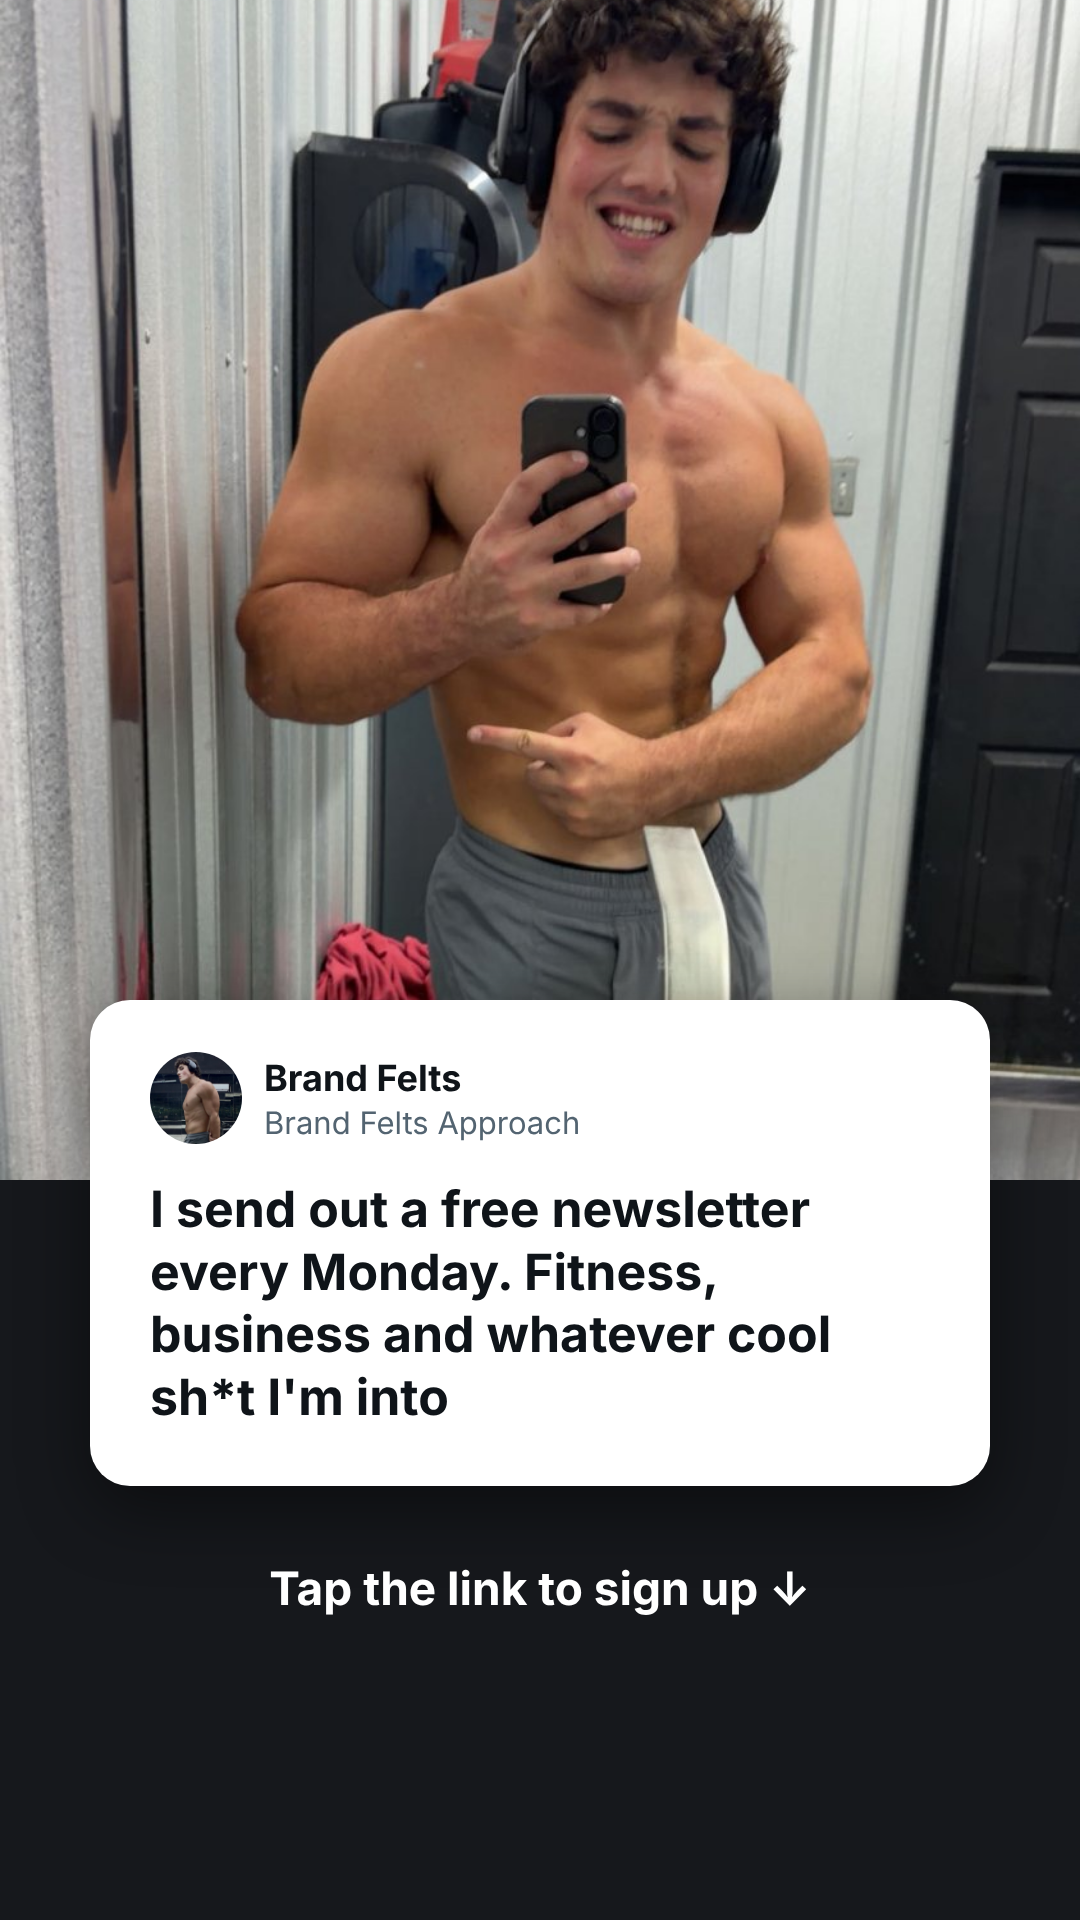 Brand Felts
Brand Felts Approach
I send out a free newsletter
every Monday. Fitness,
business and whatever cool
sh*t I'm into
Tap the link to sign up ↓